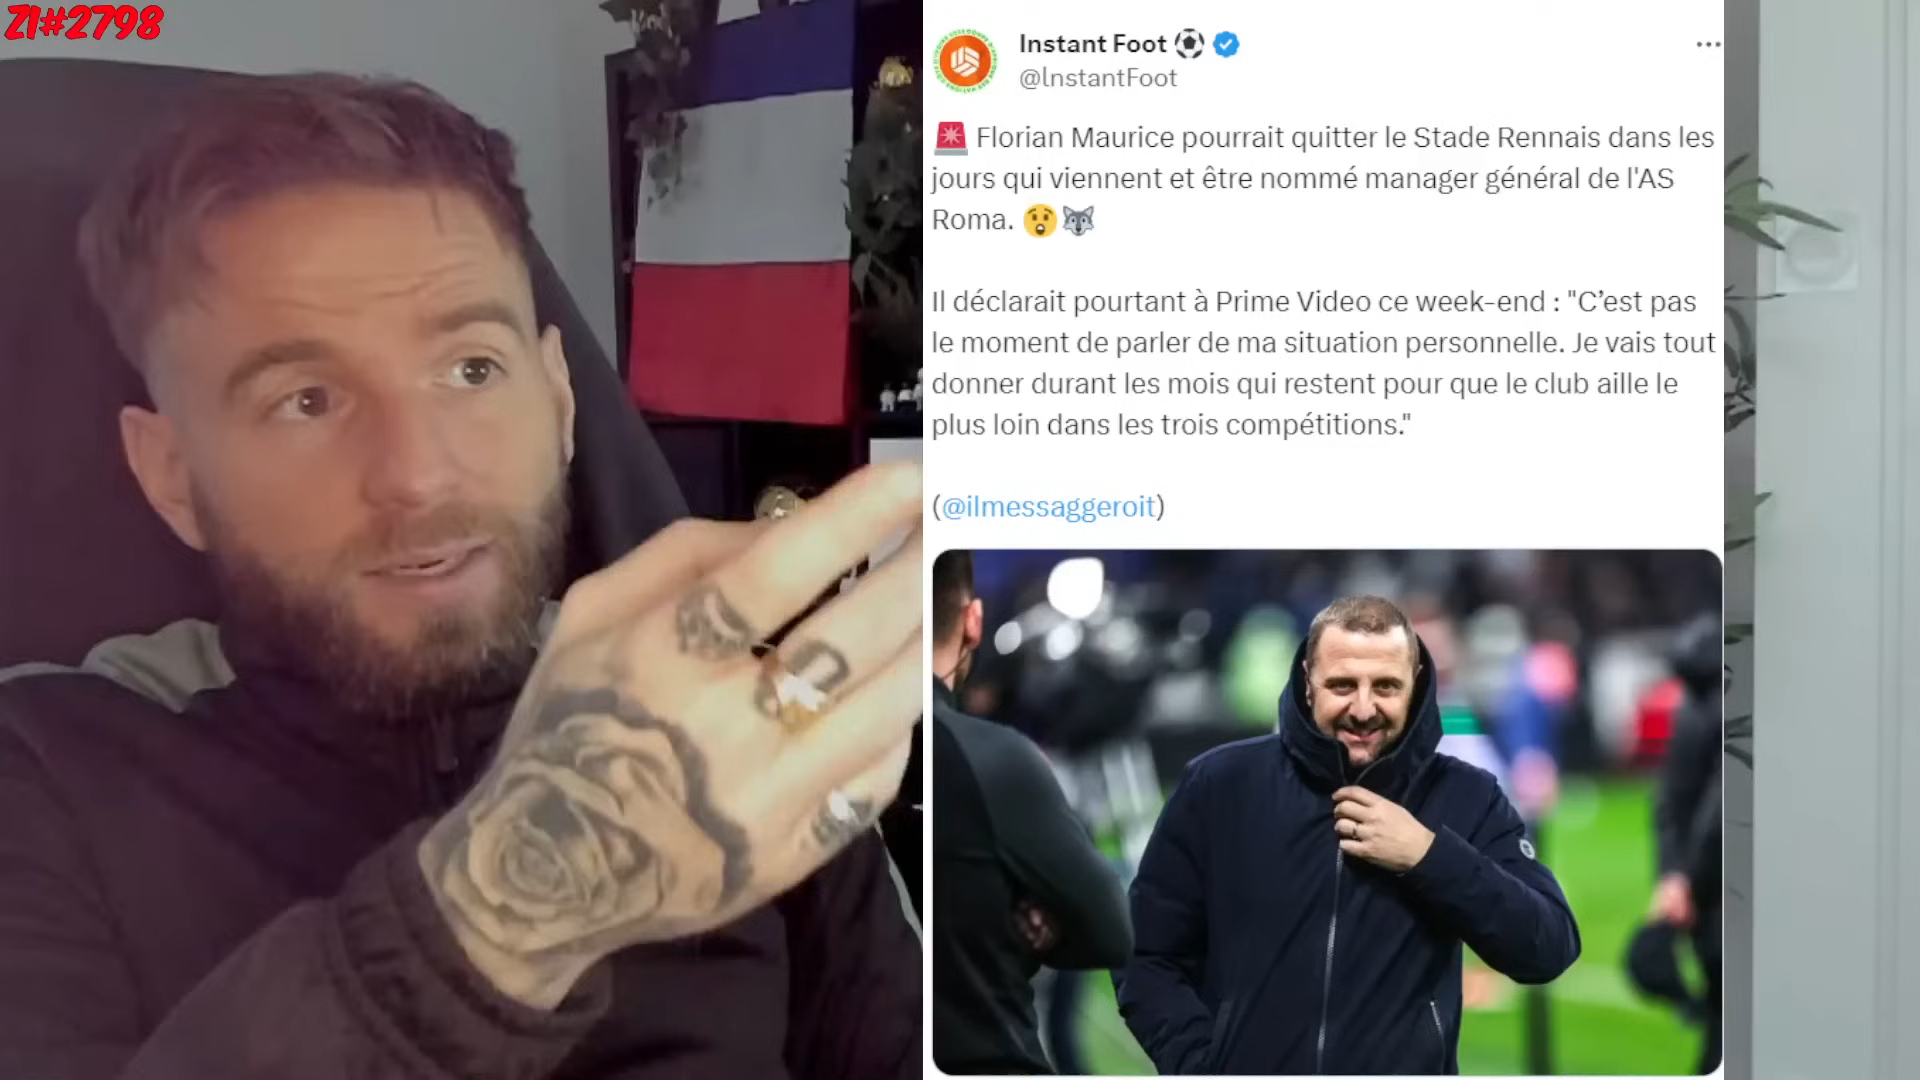 ZI#2798
Instant Foot
@lnstantFoot
Florian Maurice pourrait quitter le Stade Rennais dans les
jours qui viennent et être nommé manager général de l'AS
Roma.
Il déclarait pourtant à Prime Video ce week-end : "C’est pas
le moment de parler de ma situation personnelle. Je vais tout
donner durant les mois qui restent pour que le club aille le
plus loin dans les trois compétitions."
(@ilmessaggeroit)